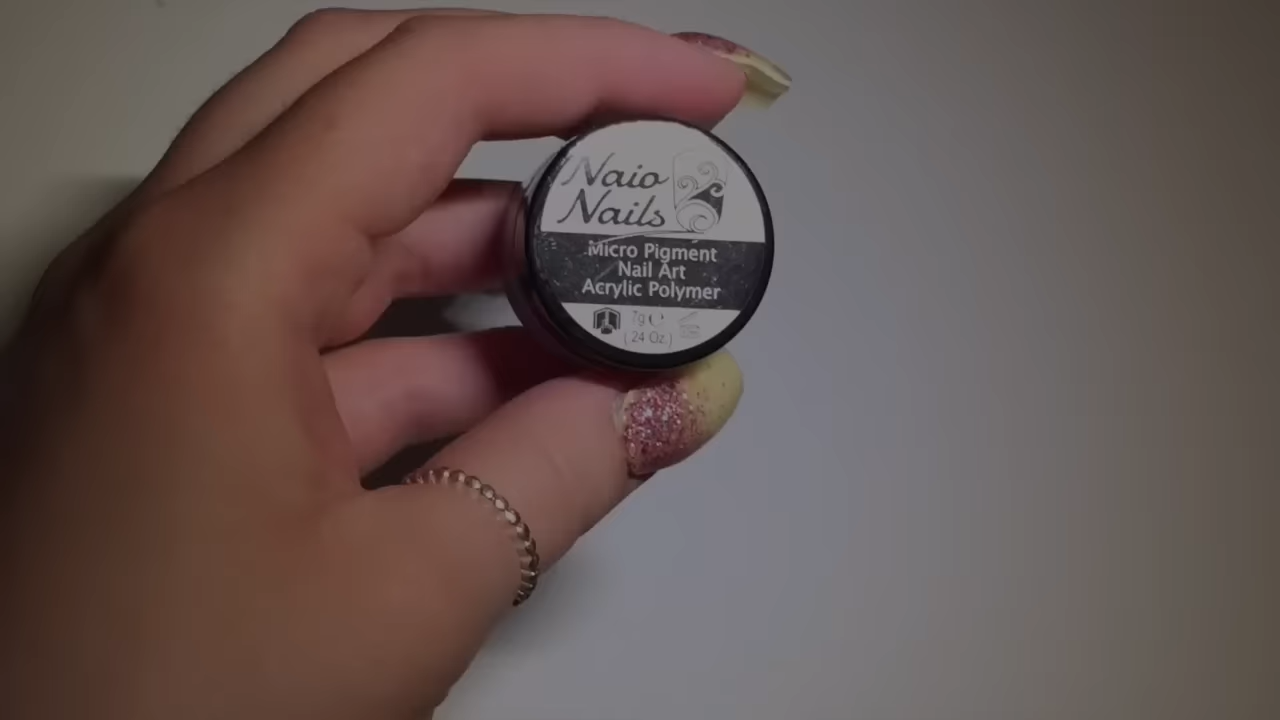 Naio
Nails
Micro Pigment
Nail Art
Acrylic Polymer
7g ℮
( 24 Oz.)